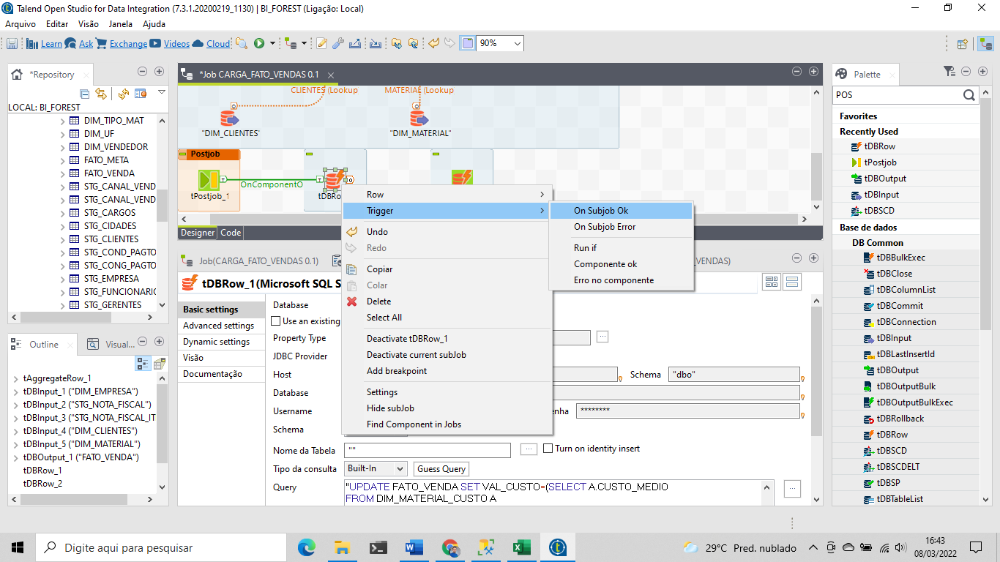 Talend Open Studio for Data Integration (7.3.1.20200219_1130) | BI_FOREST (Ligação: Local)
Arquivo Editar Visão Janela Ajuda
Learn Ask Exchange Videos Cloud 90%
*Repository
LOCAL: BI_FOREST
DIM_TIPO_MAT
DIM_UF
DIM_VENDEDOR
FATO_META
FATO_VENDA
STG_CANAL_VEND
STG_CANAL_VEND
STG_CARGOS
STG_CIDADES
STG_CLIENTES
STG_COND_PAGTO
STG_CONG_PAGTO
STG_EMPRESA
STG_FUNCIONARIO
STG_GERENTES
Outline Visual...
tAggregateRow_1
tDBInput_1 ("DIM_EMPRESA")
tDBInput_2 ("STG_NOTA_FISCAL")
tDBInput_3 ("STG_NOTA_FISCAL_IT
tDBInput_4 ("DIM_CLIENTES")
tDBInput_5 ("DIM_MATERIAL")
tDBOutput_1 ("FATO_VENDA")
tDBRow_1
tDBRow_2
*Job CARGA_FATO_VENDAS 0.1
CLIENTES (Lookup MATERIAL (Lookup
"DIM_CLIENTES" "DIM_MATERIAL"
Postjob
OnComponentO
tPostjob_1 tDBRo
Designer Code
Row
Trigger
Undo
Redo
Copiar
Colar
Delete
Select All
Deactivate tDBRow_1
Deactivate current subJob
Add breakpoint
Settings
Hide subJob
Find Component in Jobs
On Subjob Ok
On Subjob Error
Run if
Componente ok
Erro no componente
Job(CARGA_FATO_VENDAS 0.1) VENDAS)
tDBRow_1(Microsoft SQL S
Basic settings
Advanced settings
Dynamic settings
Visão
Documentação
Database
Use an existing
Property Type
JDBC Provider
Host Schema "dbo"
Database
Username enha ********
Schema
Nome da Tabela "" Turn on identity insert
Tipo da consulta Built-In Guess Query
Query "UPDATE FATO_VENDA SET VAL_CUSTO=(SELECT A.CUSTO_MEDIO
FROM DIM_MATERIAL_CUSTO A
Palette
POS
Favorites
Recently Used
tDBRow
tPostjob
tDBOutput
tDBInput
tDBSCD
Base de dados
DB Common
tDBBulkExec
tDBClose
tDBColumnList
tDBCommit
tDBConnection
tDBInput
tDBLastInsertId
tDBOutput
tDBOutputBulk
tDBOutputBulkExec
tDBRollback
tDBRow
tDBSCD
tDBSCDELT
tDBSP
tDBTableList
Digite aqui para pesquisar
29°C Pred. nublado
16:43
08/03/2022